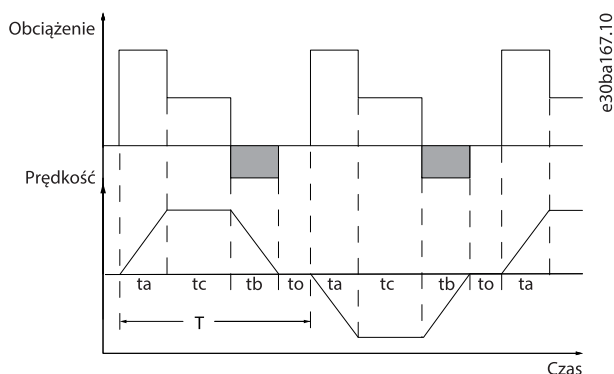 Obciążenie
e30ba167.10
Prędkość
ta tc tb to ta tc tb to ta
T
Czas